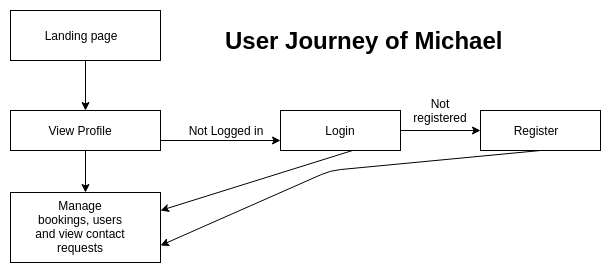 Landing page
User Journey of Michael
View Profile
Not Logged in
Login
Not
registered
Register
Manage
bookings, users
and view contact
requests